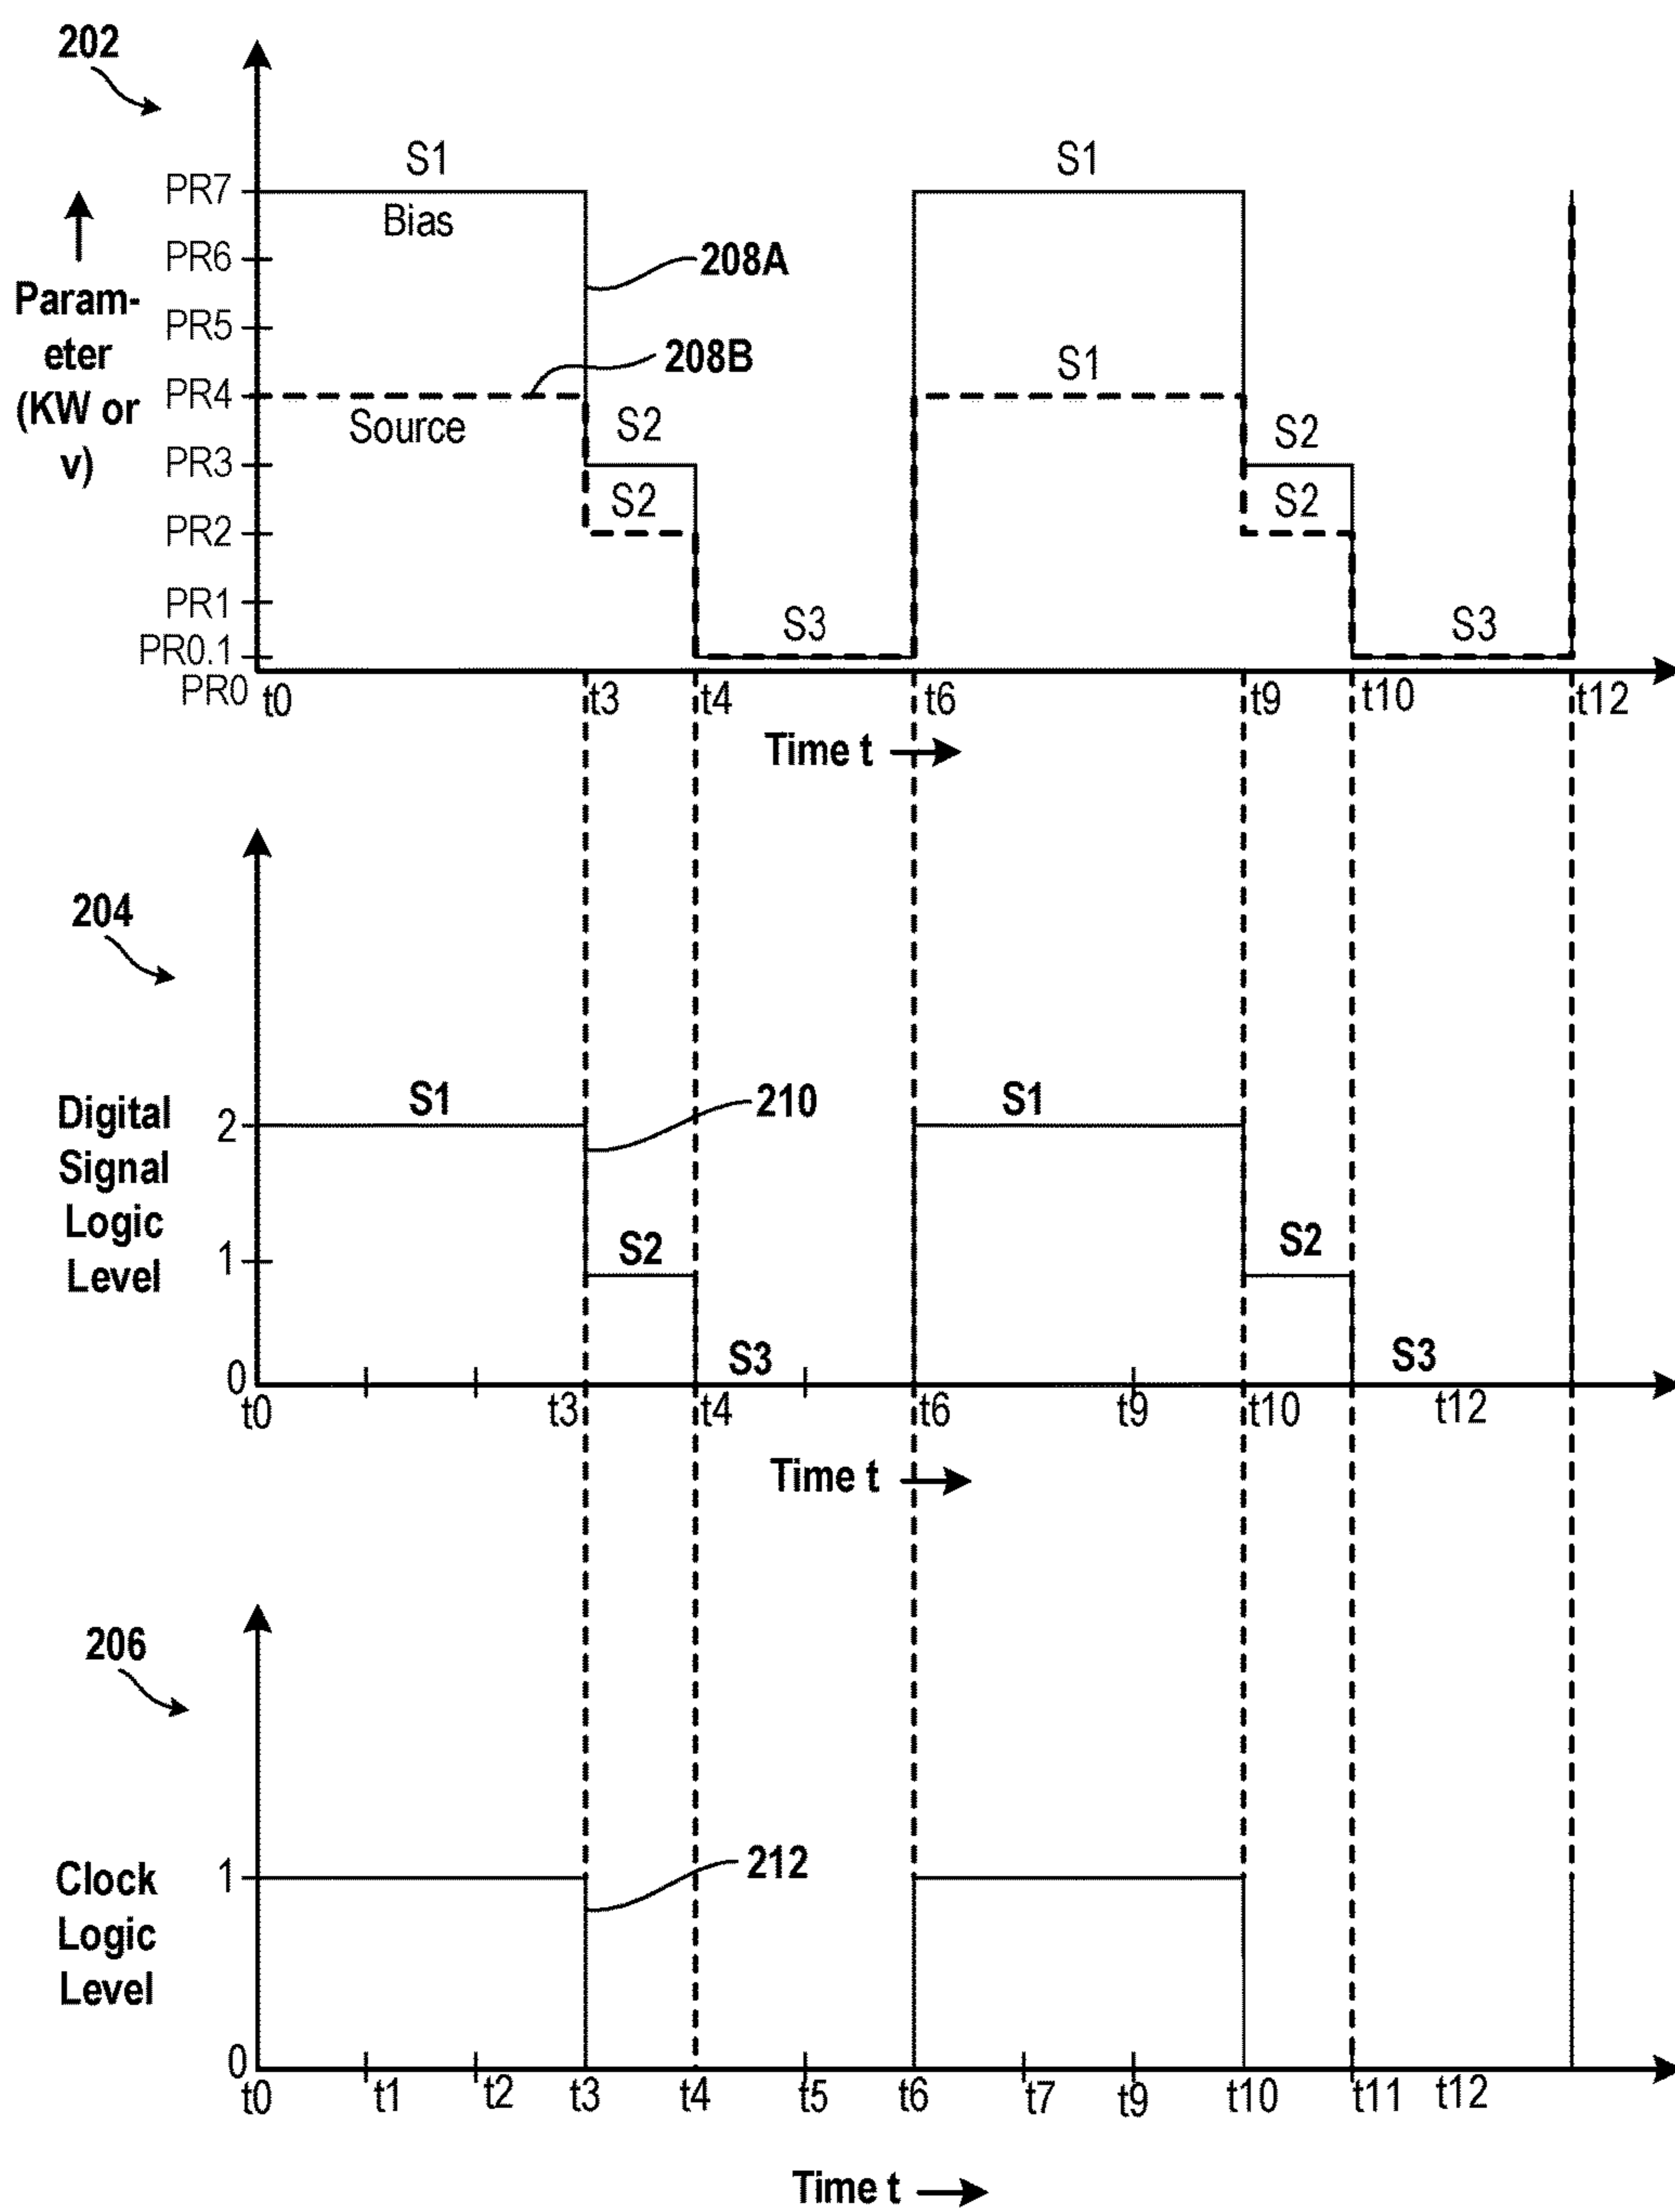 202
S1
S1
PR7
Bias
PR6
208A
Param-
eter
(KW or
v)
PR5
208B
S1
PR4
Source
S2
S2
PR3
S2
S2
PR2
PR1
S3
S3
PR0.1
PR0
t0
t3
t4
t6
t9
t10
t12
Time t
204
Digital
Signal
Logic
Level
S1
210
S1
2
S2
S2
1
S3
S3
0
t0
t3
t4
t6
t9
t10
t12
Time t
206
Clock
Logic
Level
1
212
0
t0
t1
t2
t3
t4
t5
t6
t7
t9
t10
t11
t12
Time t